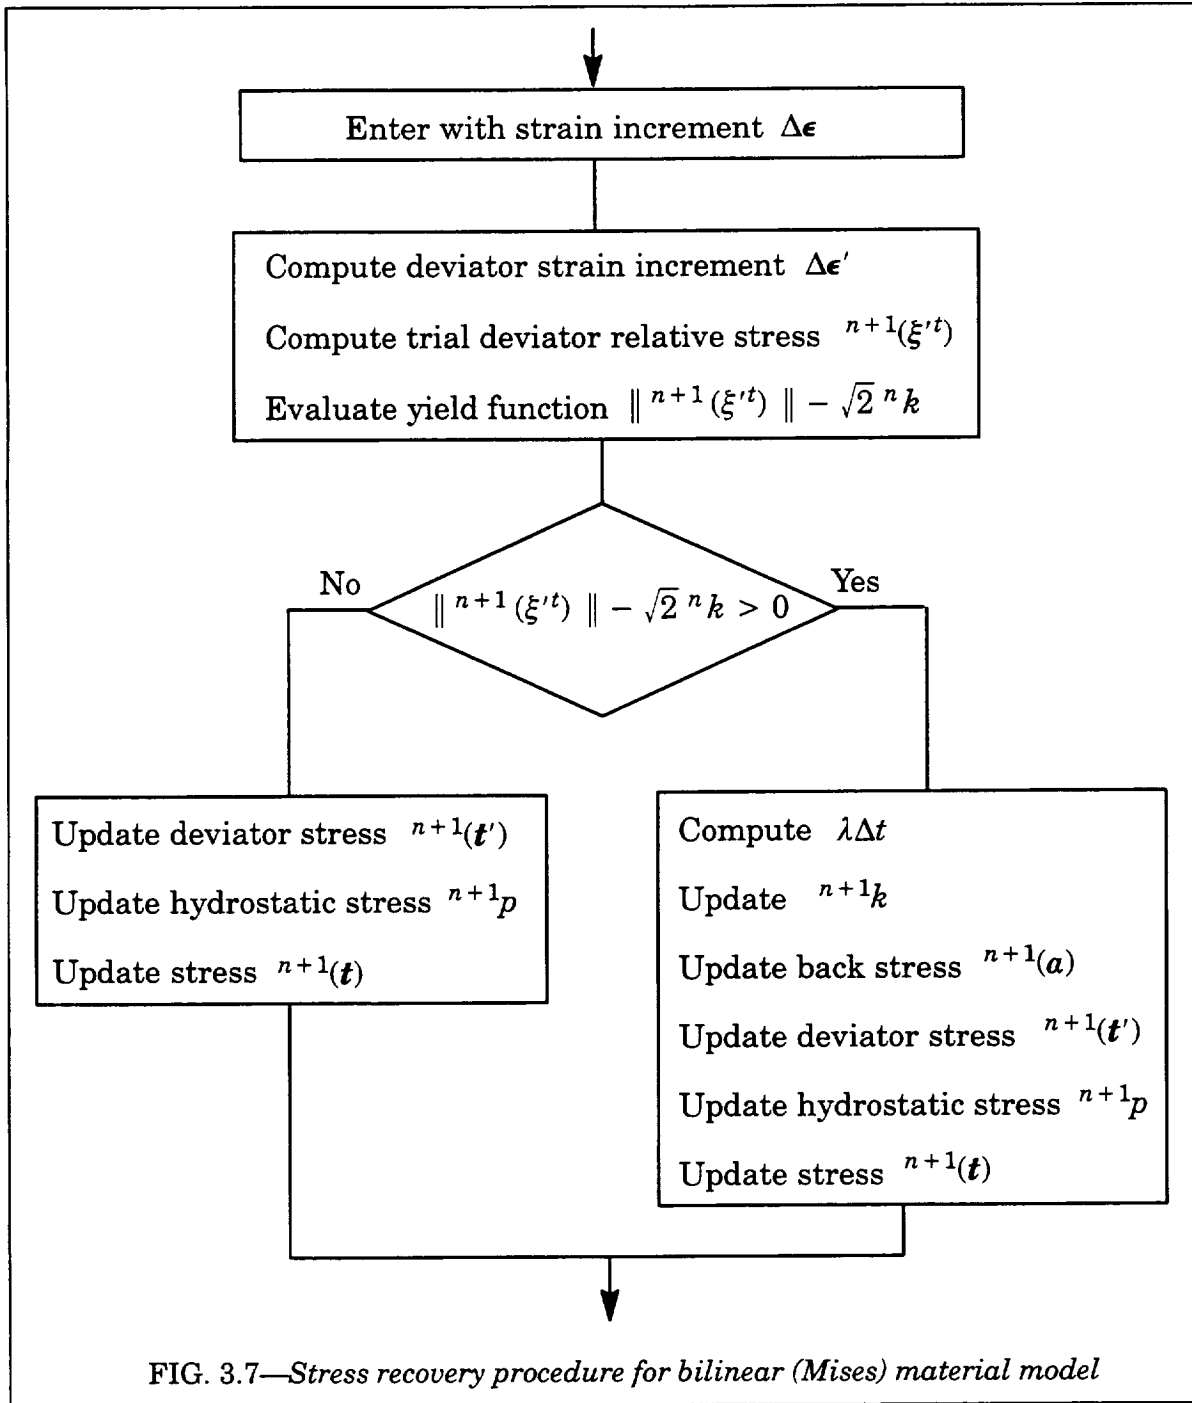 Enter with strain increment Δϵ
Compute deviator strain increment Δϵ′
Compute trial deviator relative stress ⁿ⁺¹(ξ′ᵗ)
Evaluate yield function ‖ ⁿ⁺¹(ξ′ᵗ) ‖ − √2 ⁿk
No
Yes
‖ ⁿ⁺¹(ξ′ᵗ) ‖ − √2 ⁿk > 0
Update deviator stress ⁿ⁺¹(t′)
Update hydrostatic stress ⁿ⁺¹p
Update stress ⁿ⁺¹(t)
Compute λΔt
Update ⁿ⁺¹k
Update back stress ⁿ⁺¹(a)
Update deviator stress ⁿ⁺¹(t′)
Update hydrostatic stress ⁿ⁺¹p
Update stress ⁿ⁺¹(t)
FIG. 3.7—Stress recovery procedure for bilinear (Mises) material model